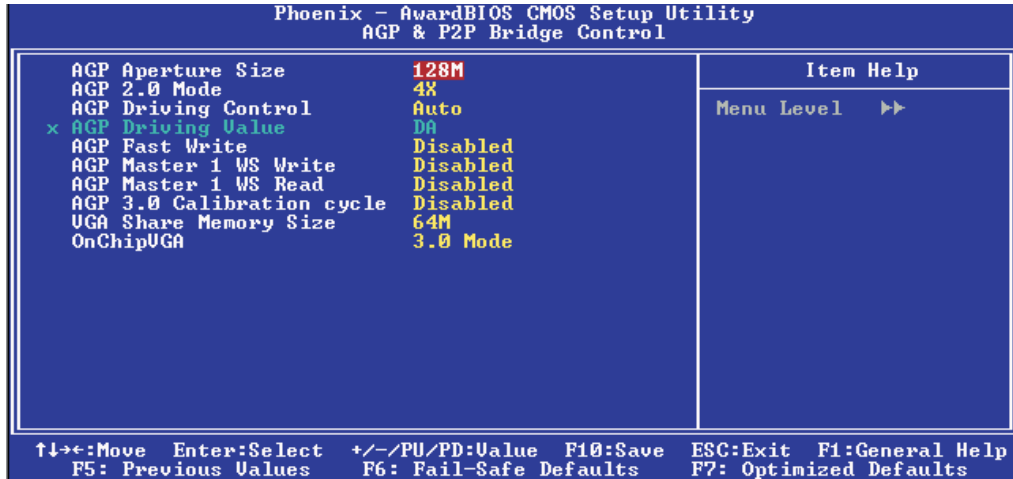 Phoenix - AwardBIOS CMOS Setup Utility
AGP & P2P Bridge Control
AGP Aperture Size 128M
AGP 2.0 Mode 4X
AGP Driving Control Auto
x AGP Driving Value DA
AGP Fast Write Disabled
AGP Master 1 WS Write Disabled
AGP Master 1 WS Read Disabled
AGP 3.0 Calibration cycle Disabled
VGA Share Memory Size 64M
OnChipVGA 3.0 Mode
Item Help
Menu Level ▸▸
↑↓→←:Move Enter:Select +/-/PU/PD:Value F10:Save ESC:Exit F1:General Help
F5: Previous Values F6: Fail-Safe Defaults F7: Optimized Defaults